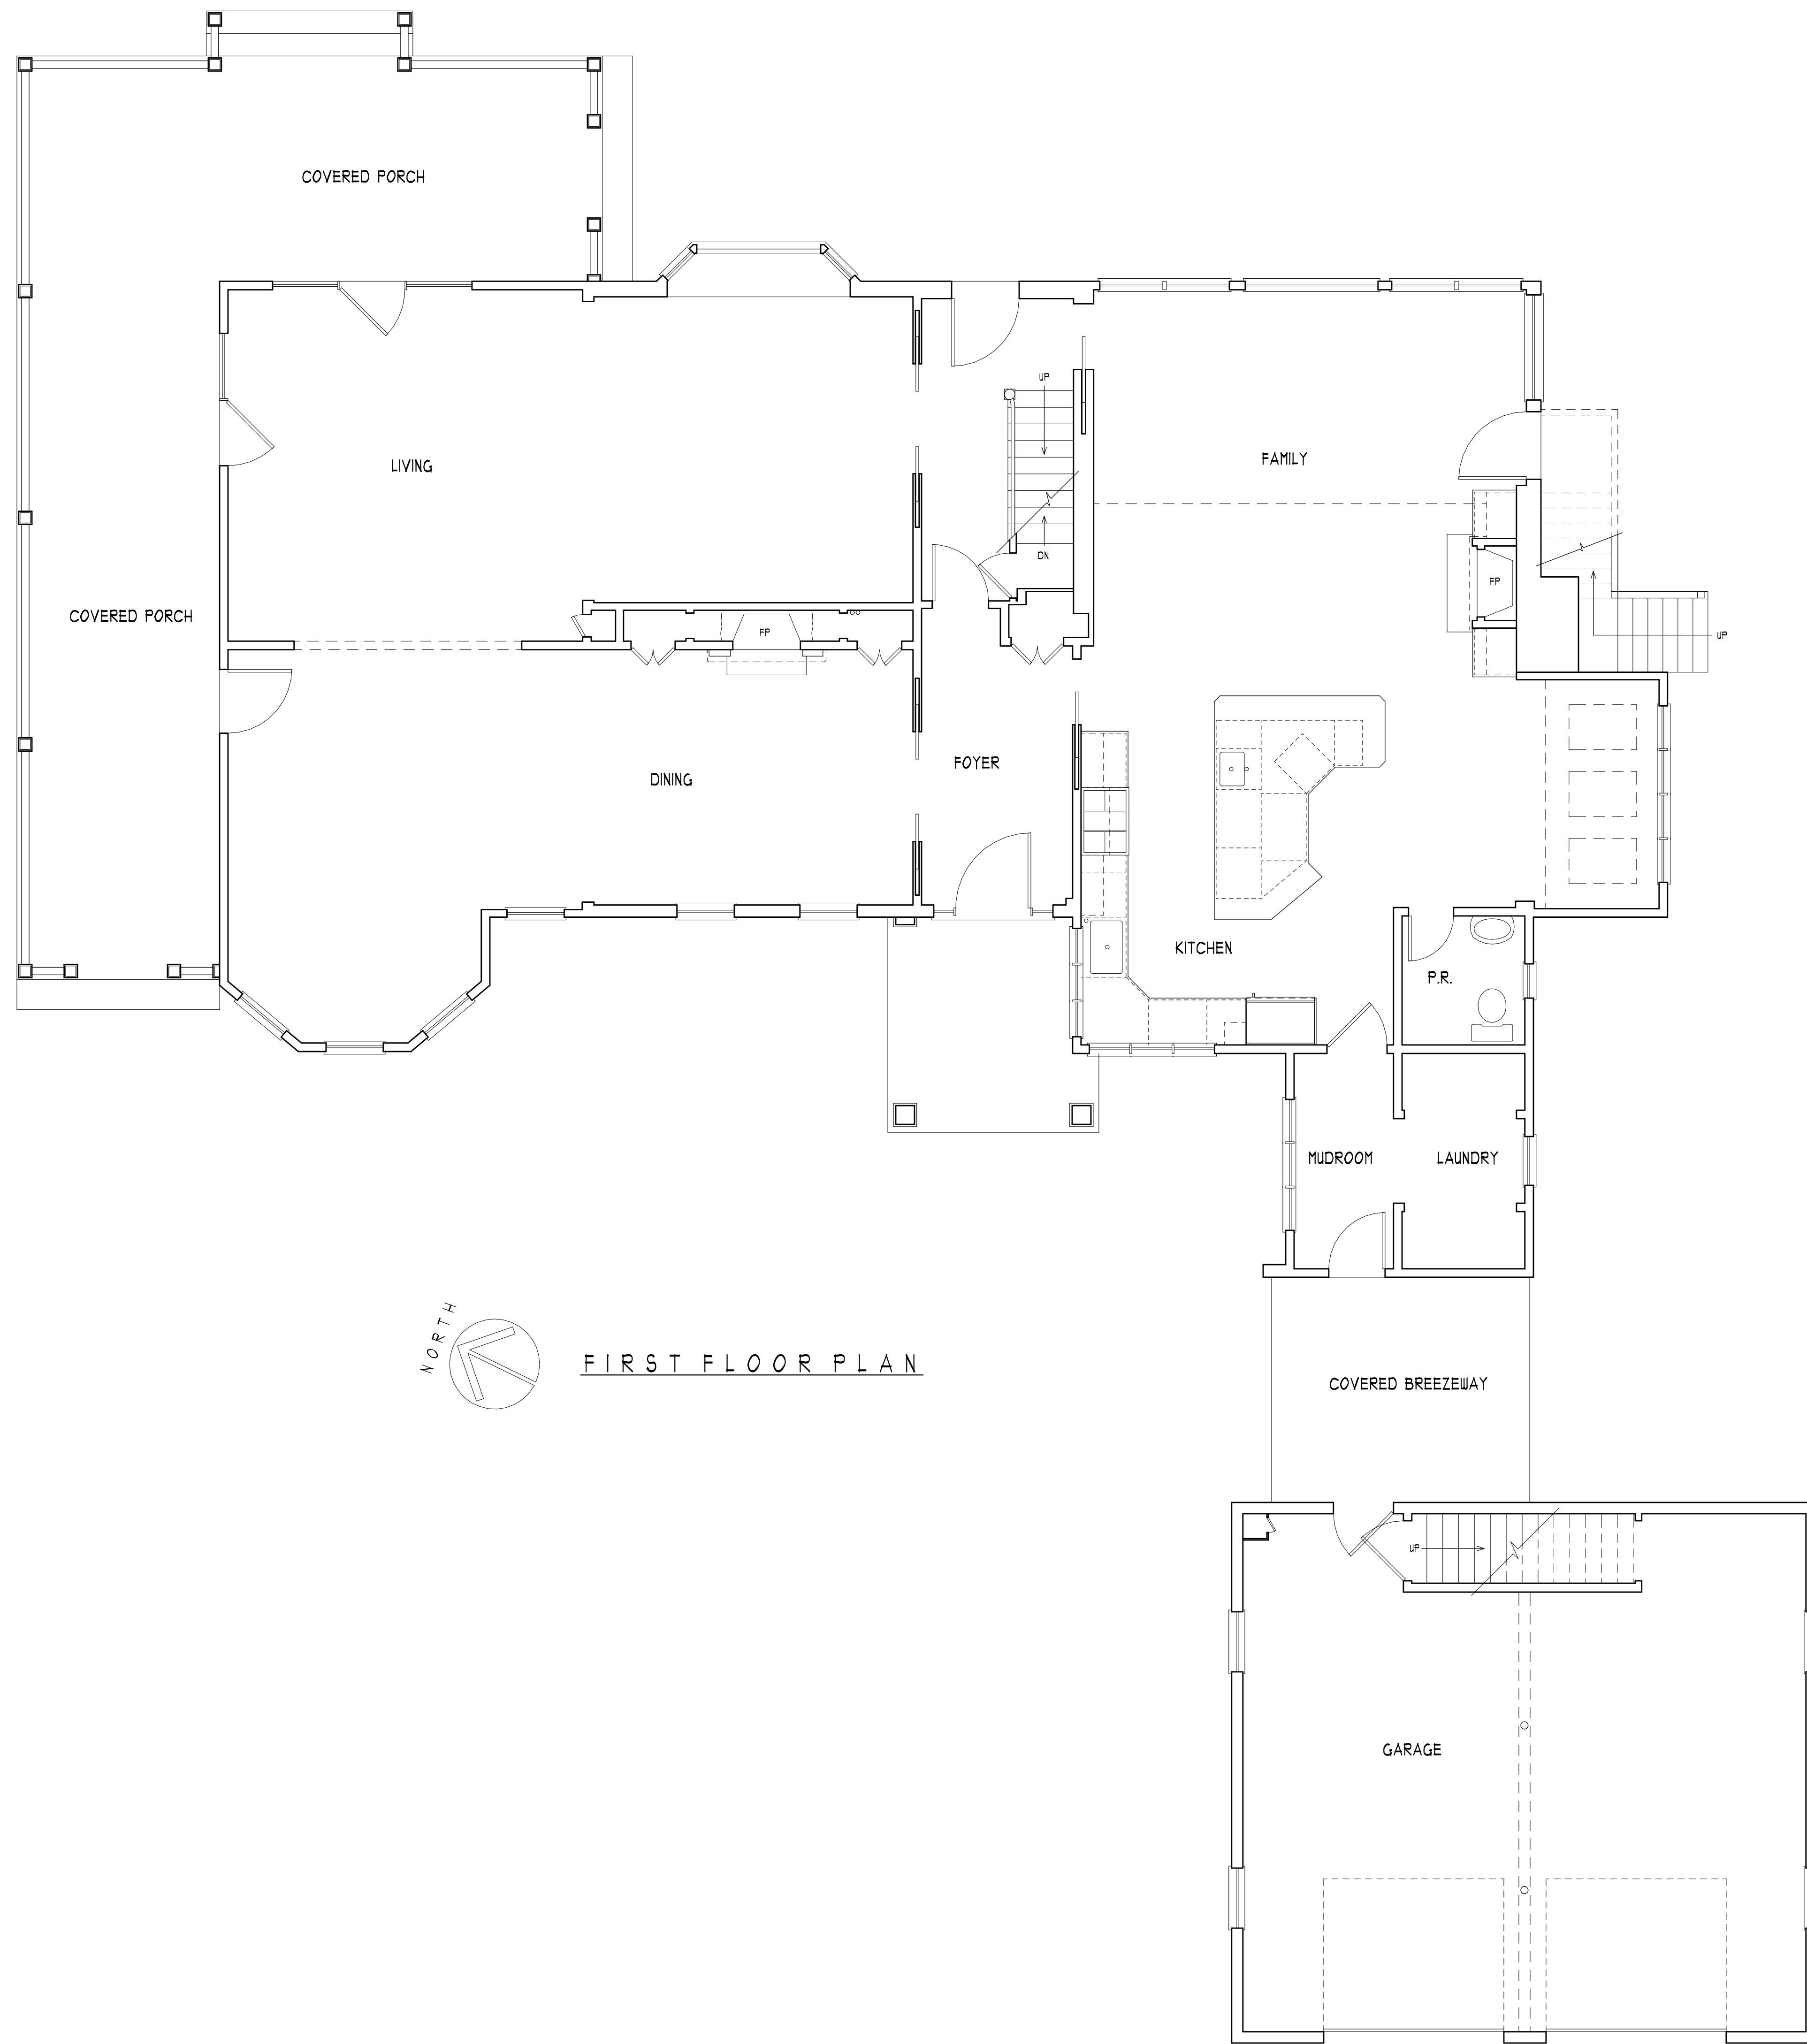 COVERED PORCH
UP
LIVING
FAMILY
DN
FP
COVERED PORCH
FP
UP
FOYER
DINING
KITCHEN
P.R.
MUDROOM
LAUNDRY
NORTH
FIRST FLOOR PLAN
COVERED BREEZEWAY
UP
GARAGE